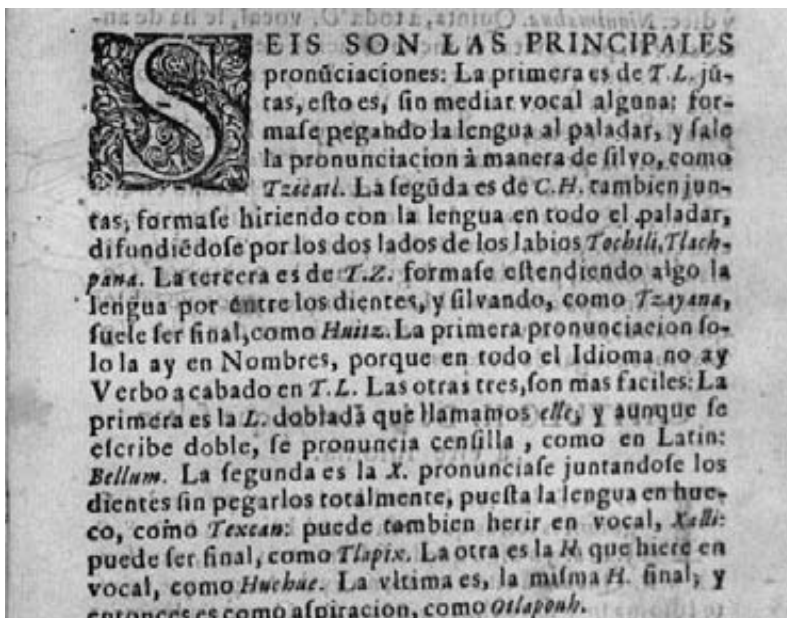 SEIS SON LAS PRINCIPALES
pronũciaciones: La primera es de T.L. jũ-
tas, eſto es, ſin mediar vocal alguna: for-
maſe pegando la lengua al paladar, y ſale
la pronunciacion à manera de ſilvo, como
Tzicatl. La ſegũda es de C.H. tambien jun-
tas, formaſe hiriendo con la lengua en todo el paladar,
difundiẽdoſe por los dos lados de los labios Tochtli, Tlach-
pana. La tercera es de T.Z. formaſe eſtendiendo algo la
lengua por entre los dientes, y ſilvando, como Tzayana,
ſuele ſer final, como Huitz. La primera pronunciacion ſo-
lo la ay en Nombres, porque en todo el Idioma no ay
Verbo acabado en T.L. Las otras tres, ſon mas faciles: La
primera es la L. doblada que llamamos elle, y aunque ſe
eſcribe doble, ſe pronuncia cenſilla, como en Latin:
Bellum. La ſegunda es la X. pronunciaſe juntandoſe los
dientes ſin pegarlos totalmente, pueſta la lengua en hue-
co, como Texcan: puede tambien herir en vocal, Xalli:
puede ſer final, como Tlapix. La otra es la H. que hiere en
vocal, como Huehue. La vltima es, la miſma H. final, y
entonces es como aſpiracion, como Otlapouh.